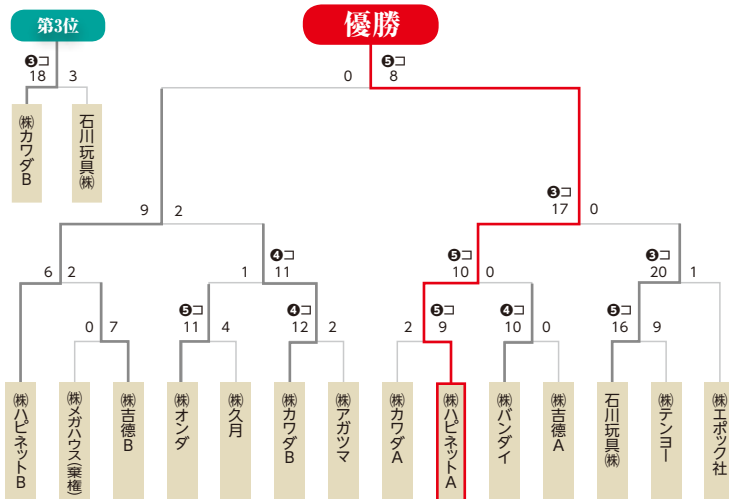 第3位
優勝
❸コ
18 3
㈱カワダB
石川玩具㈱
0 ❺コ
8
9 2
❸コ
17 0
6 2
1 ❹コ
11
❺コ
10 0
❸コ
20 1
0 7
❺コ
11 4
❹コ
12 2
2 ❺コ
9
❹コ
10 0
❺コ
16 9
㈱ハピネットB
㈱メガハウス(棄権)
㈱吉德B
㈱オンダ
㈱久月
㈱カワダB
㈱アガツマ
㈱カワダA
㈱ハピネットA
㈱バンダイ
㈱吉德A
石川玩具㈱
㈱テンヨー
㈱エポック社